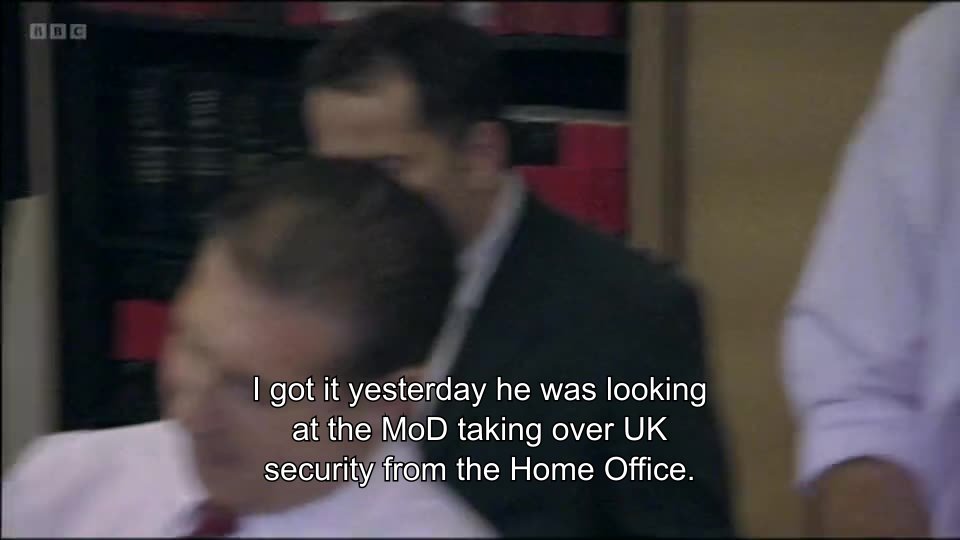 BBC
I got it yesterday he was looking
at the MoD taking over UK
security from the Home Office.